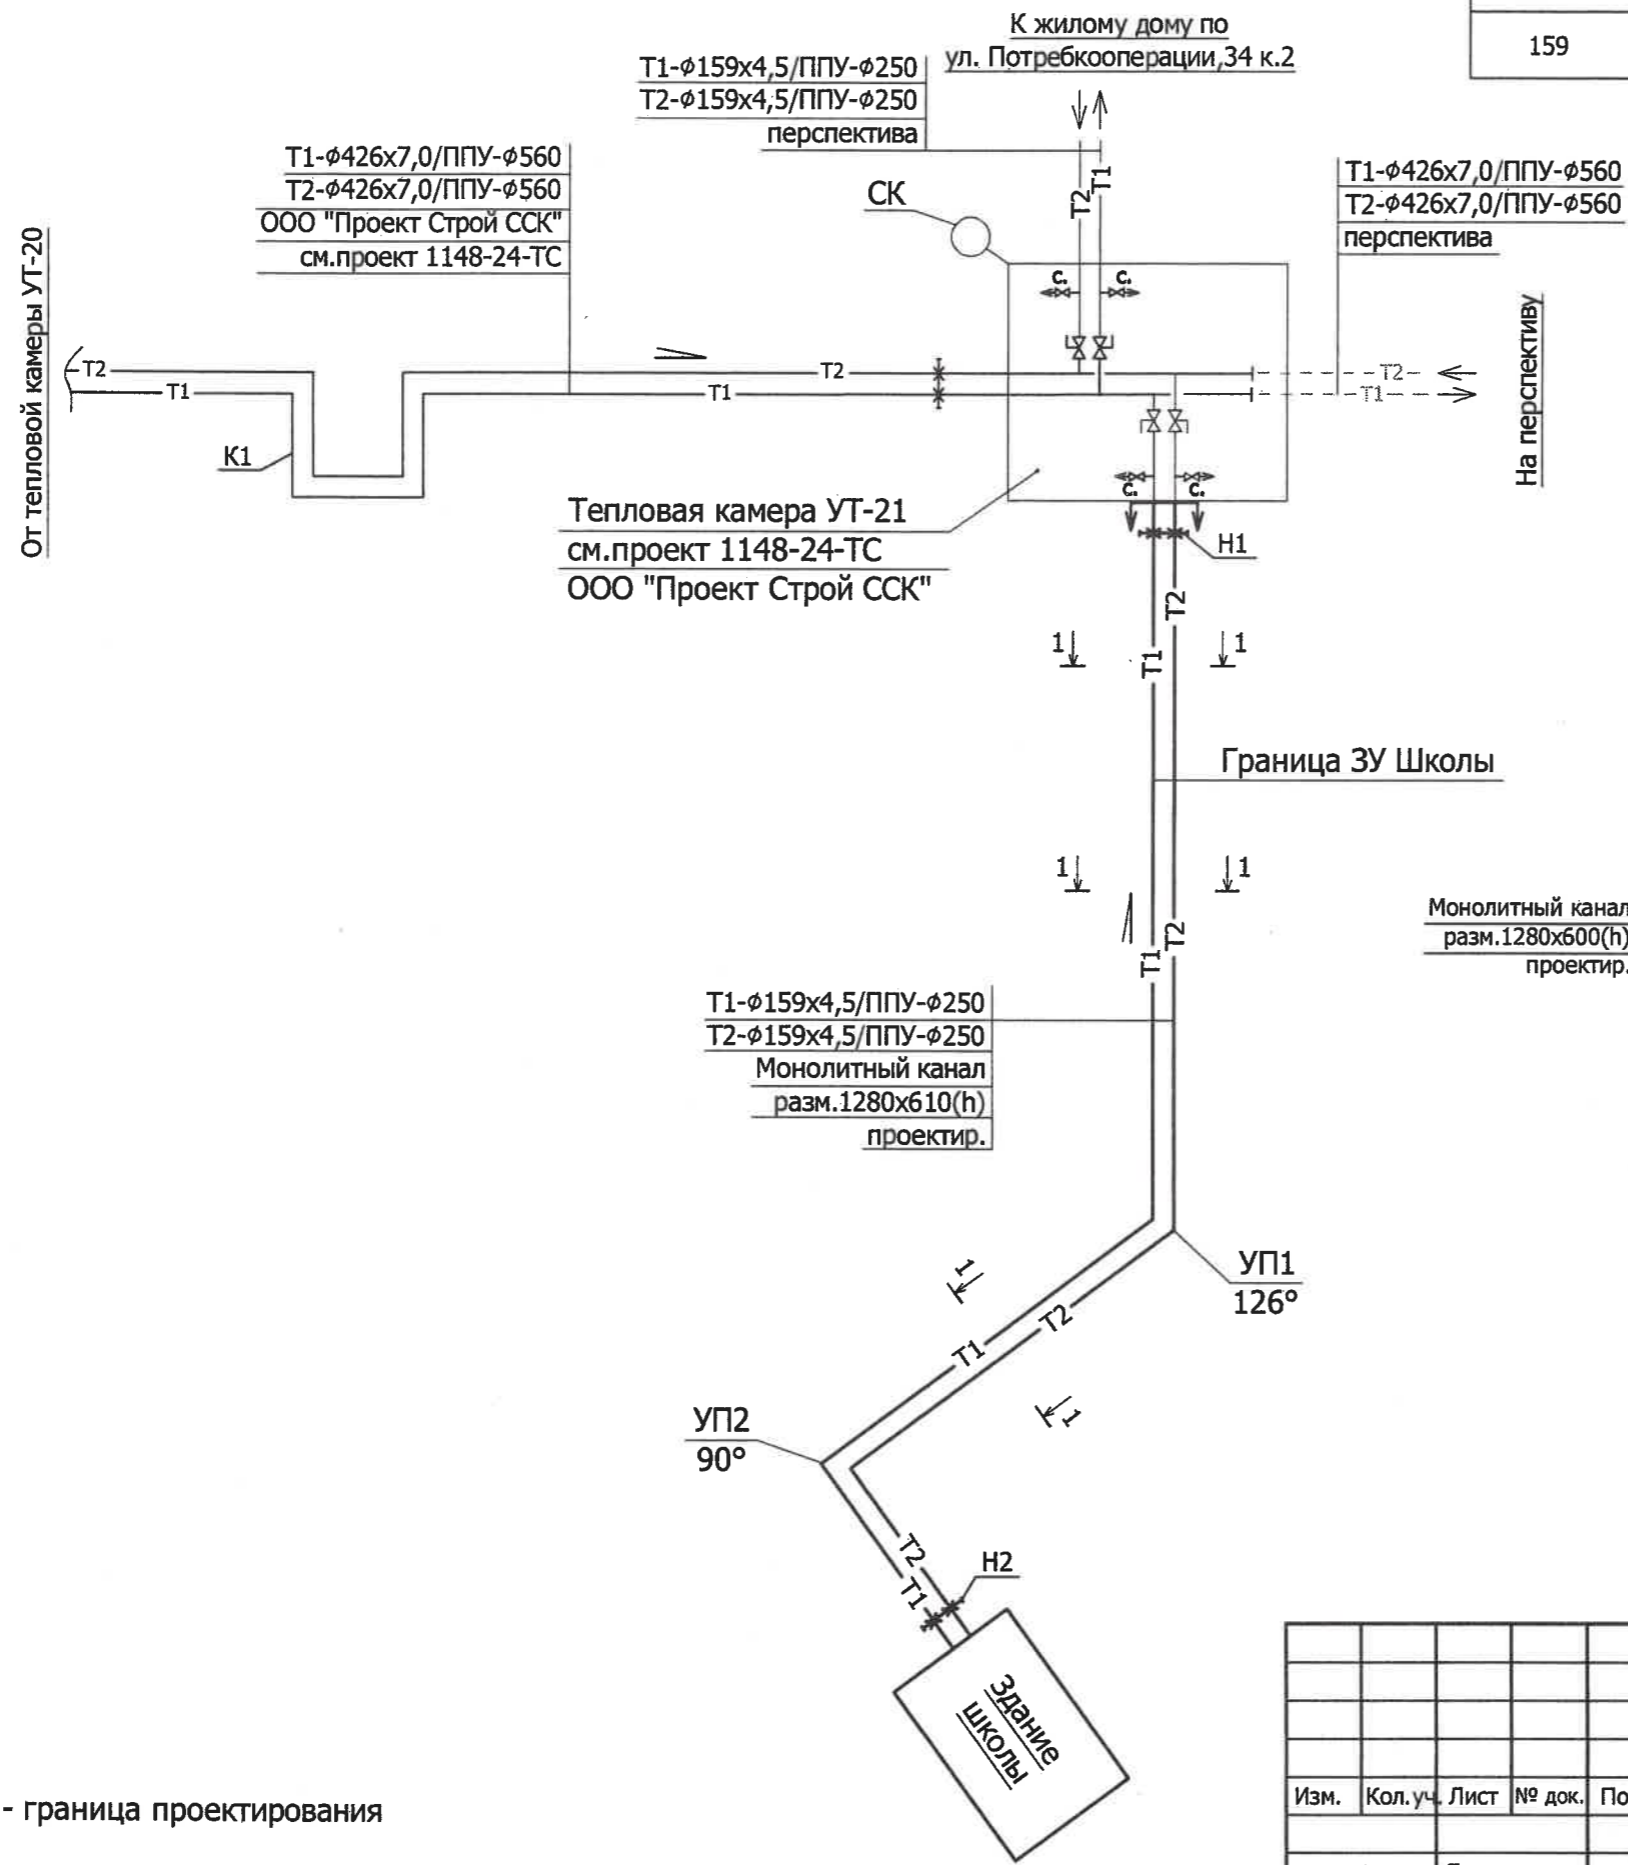 К жилому дому по
ул. Потребкооперации,34 к.2
159
Т1-ф159х4,5/ППУ-ф250
Т2-ф159х4,5/ППУ-ф250
перспектива
Т1-ф426х7,0/ППУ-ф560
Т2-ф426х7,0/ППУ-ф560
ООО "Проект Строй ССК"
см.проект 1148-24-ТС
Т1-ф426х7,0/ППУ-ф560
Т2-ф426х7,0/ППУ-ф560
перспектива
СК
Т2
Т1
с.
с.
От тепловой камеры УТ-20
Т2
Т1
Т2
Т1
Т2
Т1
На перспективу
К1
Тепловая камера УТ-21
см.проект 1148-24-ТС
ООО "Проект Строй ССК"
с.
с.
Н1
Т2
Т1
1
1
Граница ЗУ Школы
1
1
Т2
Т1
Монолитный канал
разм.1280х600(h)
проектир.
Т1-ф159х4,5/ППУ-ф250
Т2-ф159х4,5/ППУ-ф250
Монолитный канал
разм.1280х610(h)
проектир.
УП1
126°
1
Т2
Т1
1
УП2
90°
Т2
Т1
Н2
Здание
школы
- граница проектирования
Изм.
Кол.уч.
Лист
№ док.
По